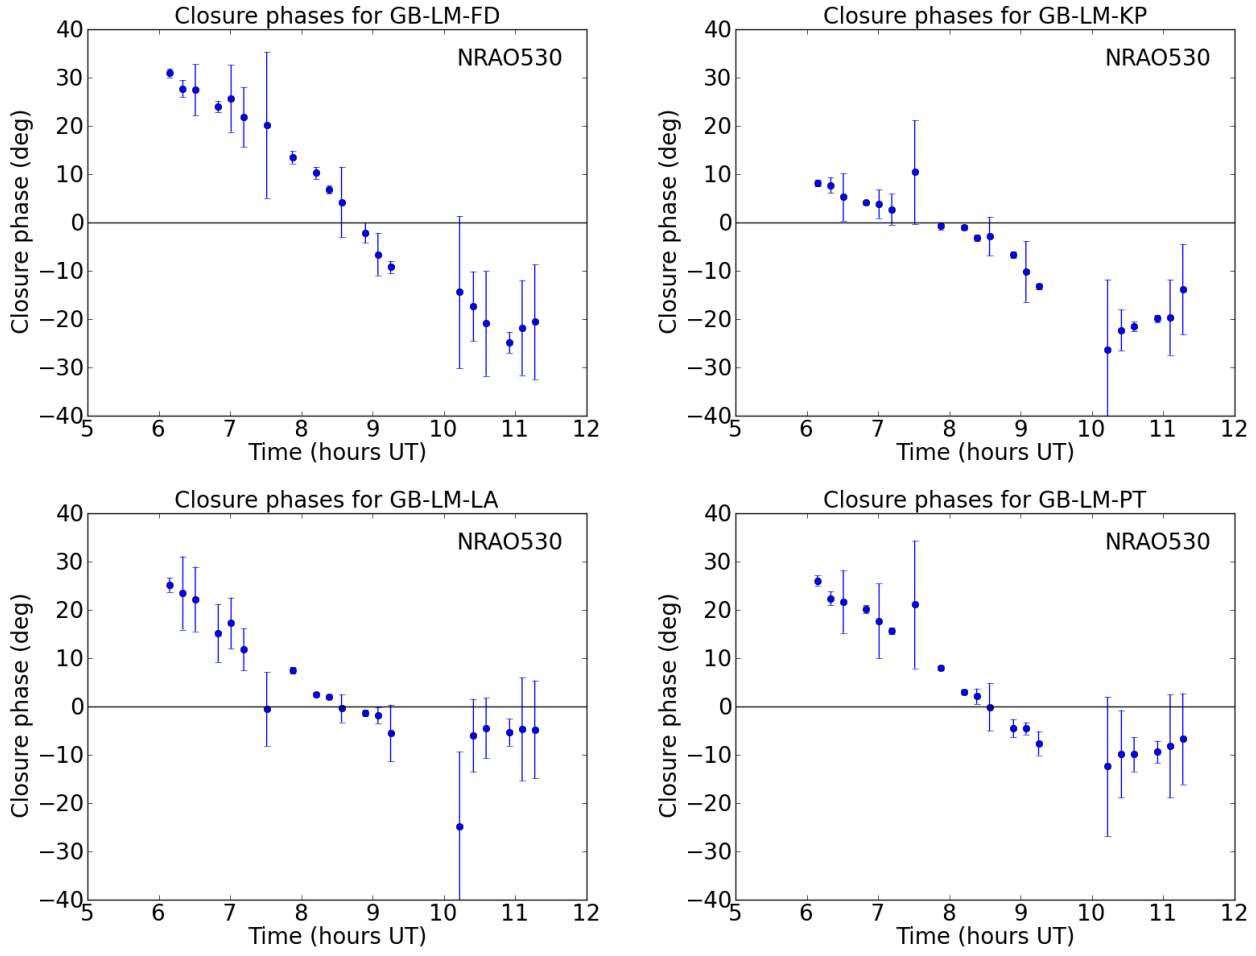 Closure phases for GB-LM-FD
NRAO530
40
30
20
10
0
−10
−20
−30
−40
Closure phase (deg)
5 6 7 8 9 10 11 12
Time (hours UT)
Closure phases for GB-LM-KP
NRAO530
40
30
20
10
0
−10
−20
−30
−40
Closure phase (deg)
5 6 7 8 9 10 11 12
Time (hours UT)
Closure phases for GB-LM-LA
NRAO530
40
30
20
10
0
−10
−20
−30
−40
Closure phase (deg)
5 6 7 8 9 10 11 12
Time (hours UT)
Closure phases for GB-LM-PT
NRAO530
40
30
20
10
0
−10
−20
−30
−40
Closure phase (deg)
5 6 7 8 9 10 11 12
Time (hours UT)